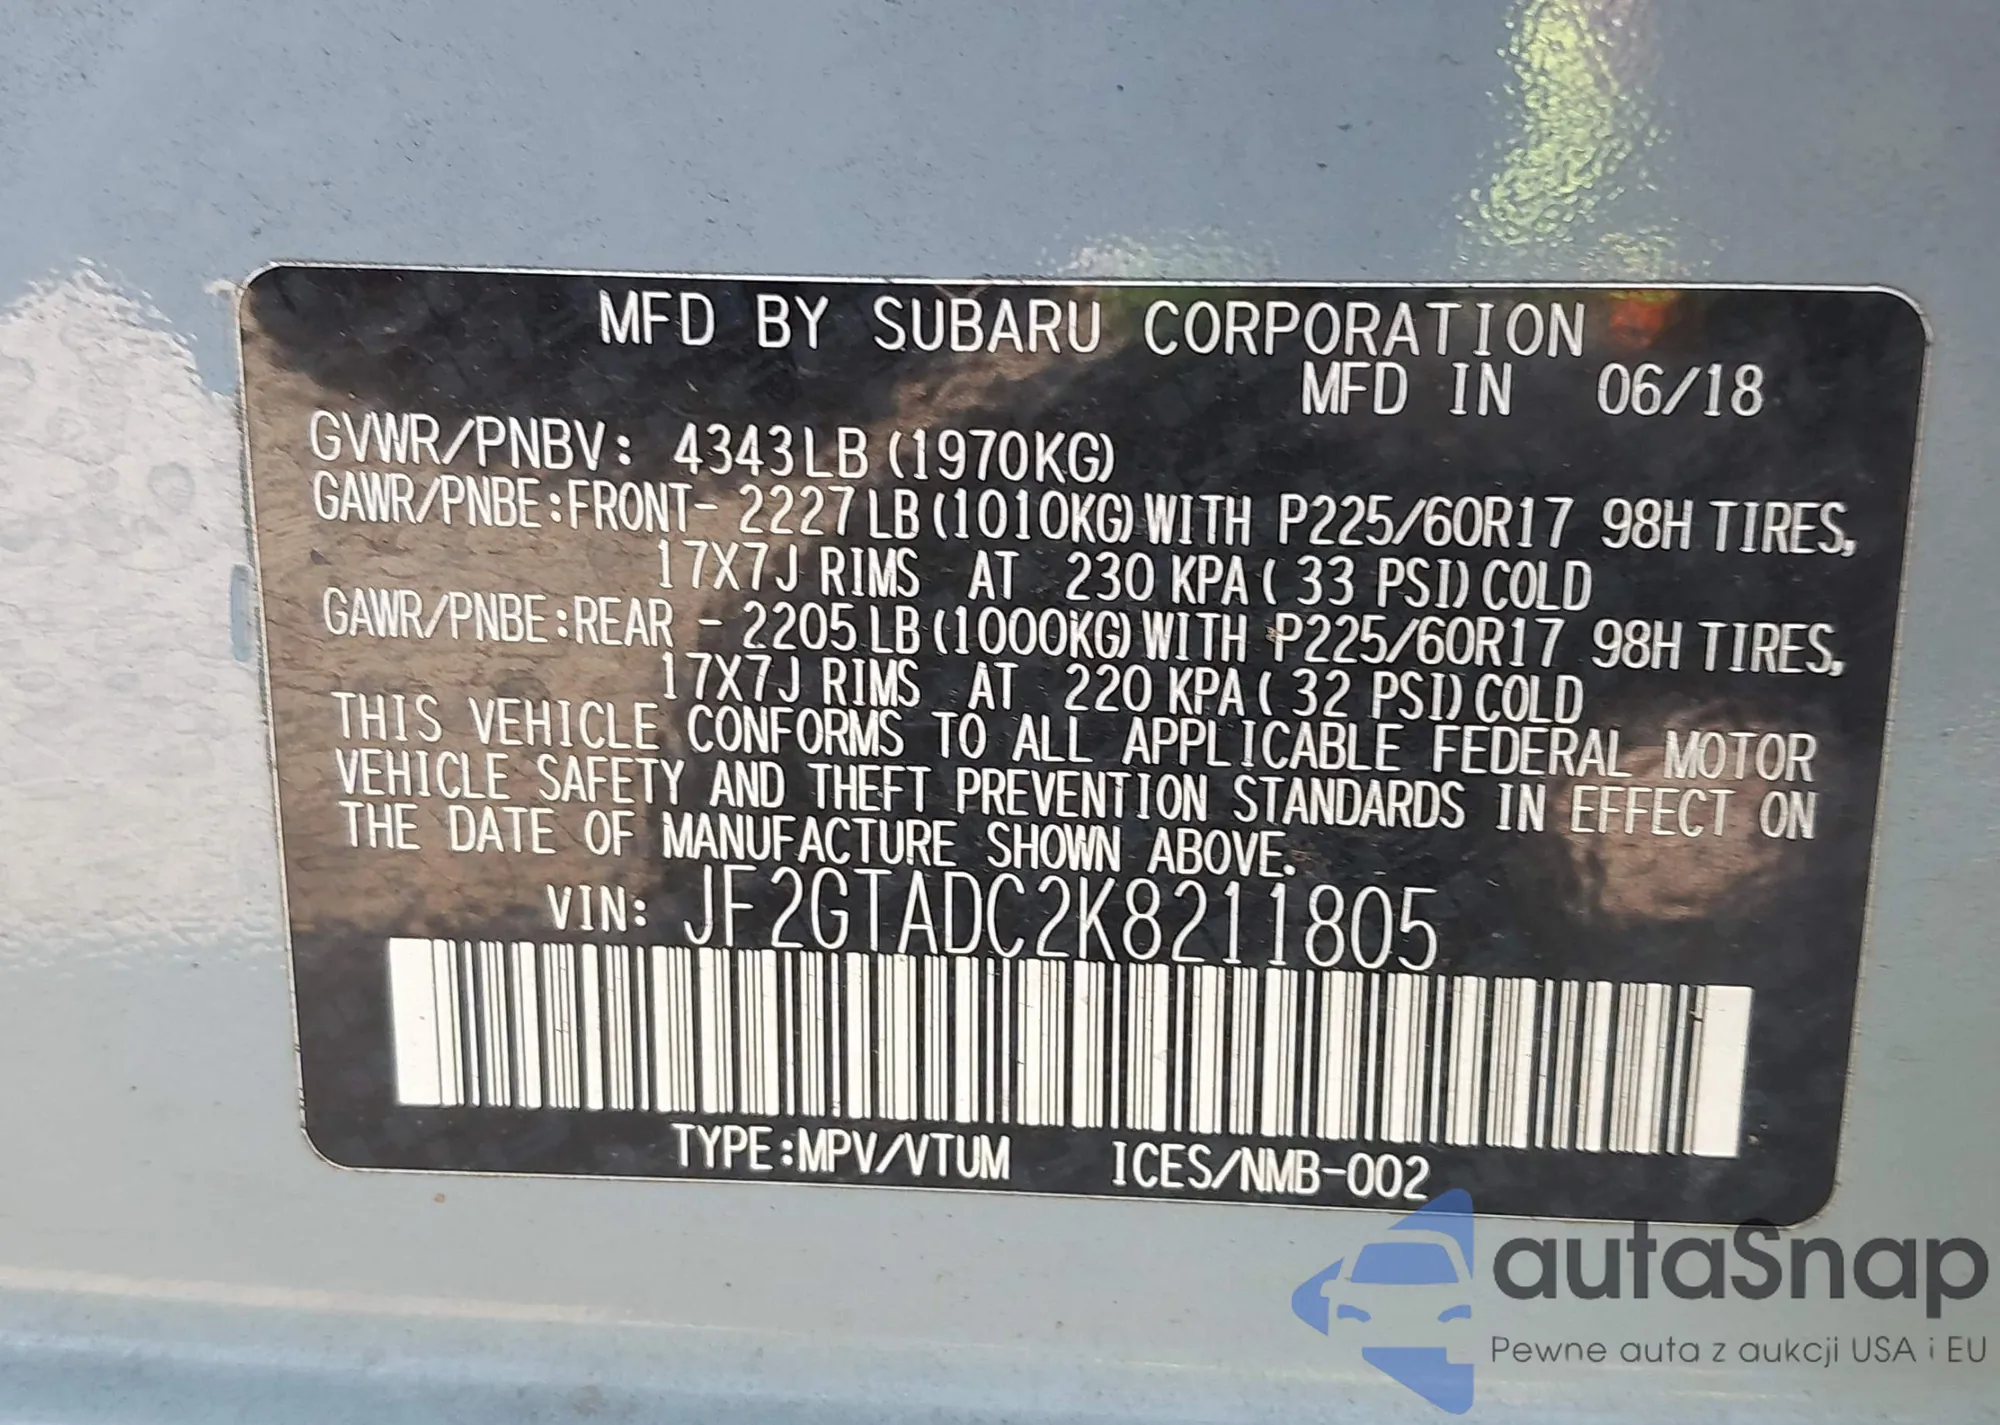 MFD BY SUBARU CORPORATION
MFD IN 06/18
GVWR/PNBV: 4343LB (1970KG)
GAWR/PNBE:FRONT- 2227LB (1010KG) WITH P225/60R17 98H TIRES,
17X7J RIMS AT 230 KPA ( 33 PSI) COLD
GAWR/PNBE:REAR - 2205LB (1000KG) WITH P225/60R17 98H TIRES,
17X7J RIMS AT 220 KPA ( 32 PSI) COLD
THIS VEHICLE CONFORMS TO ALL APPLICABLE FEDERAL MOTOR
VEHICLE SAFETY AND THEFT PREVENTION STANDARDS IN EFFECT ON
THE DATE OF MANUFACTURE SHOWN ABOVE.
VIN: JF2GTADC2K8211805
TYPE:MPV/VTUM ICES/NMB-002
autaSnap
Pewne auta z aukcji USA i EU